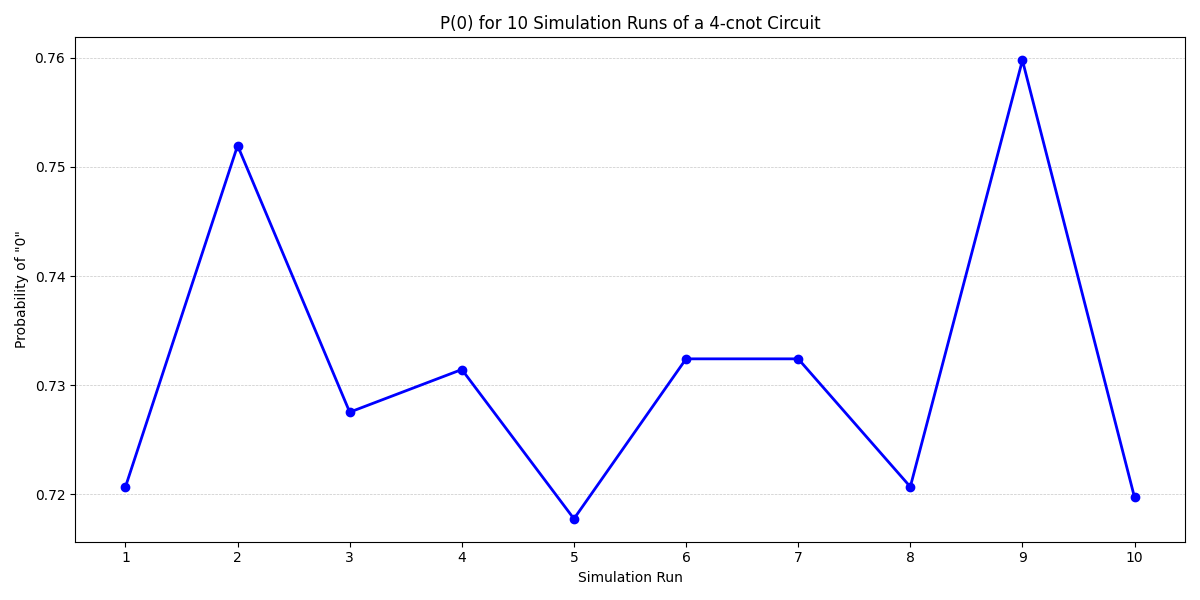 P(0) for 10 Simulation Runs of a 4-cnot Circuit
Probability of "0"
0.76
0.75
0.74
0.73
0.72
1 2 3 4 5 6 7 8 9 10
Simulation Run